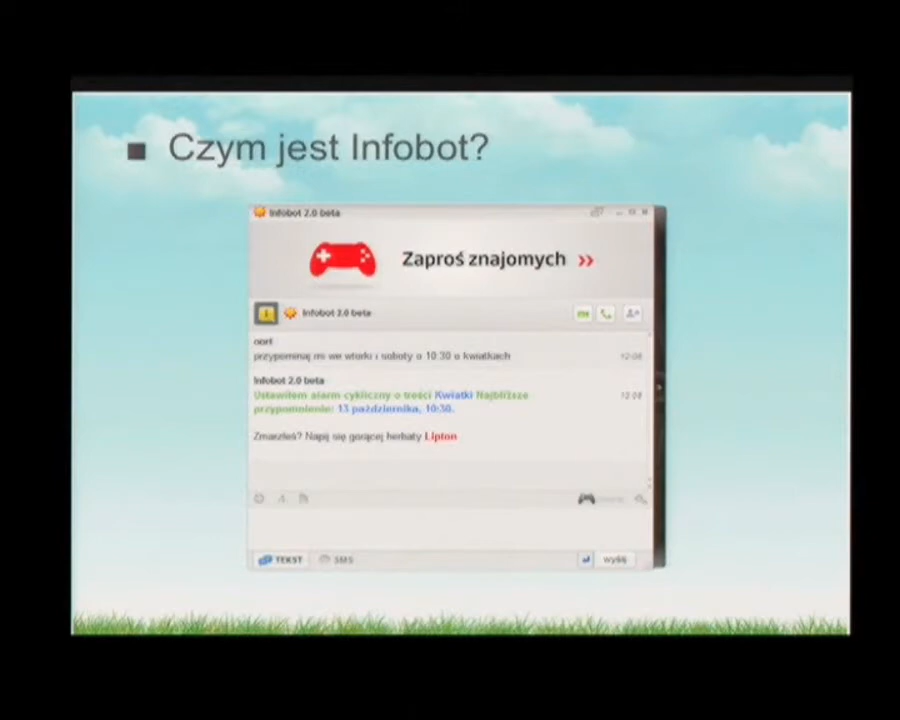 Czym jest Infobot?
Infobot 2.0 beta
Zaproś znajomych
Infobot 2.0 beta
oort
przypominaj mi we wtorki i soboty o 10:30 o kwiatkach 12:08
Infobot 2.0 beta
Ustawiłem alarm cykliczny o treści Kwiatki Najbliższe 12:08
przypomnienie: 13 października, 10:30.
Zmarzłeś? Napij się gorącej herbaty Lipton
TEKST SMS wyślij